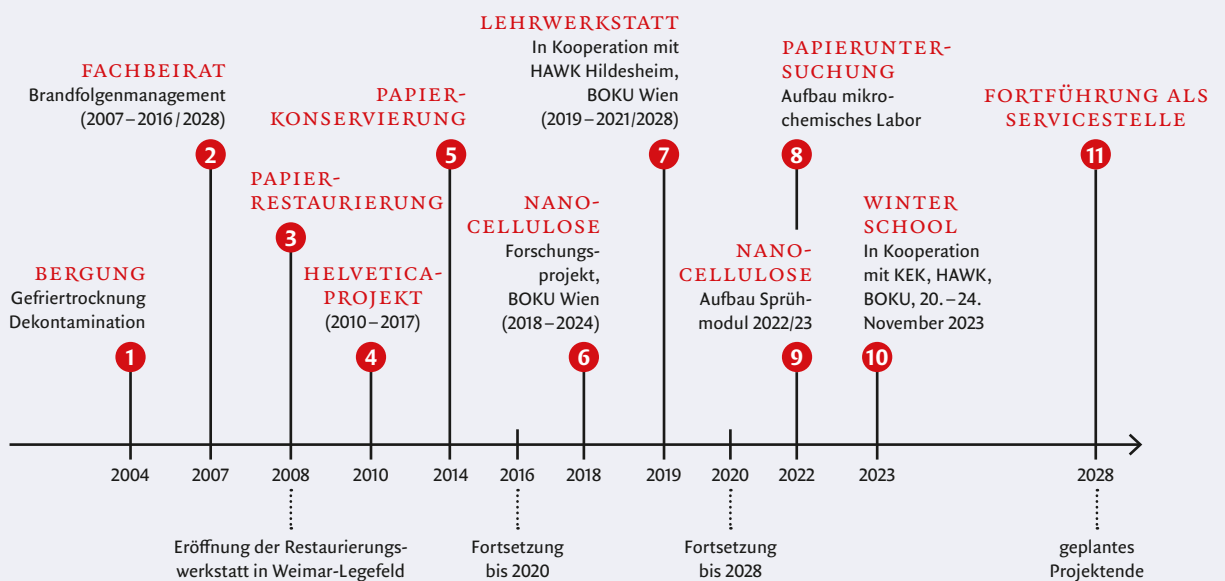 BERGUNG
Gefriertrocknung
Dekontamination
1
FACHBEIRAT
Brandfolgenmanagement
(2007–2016/2028)
2
PAPIER-
RESTAURIERUNG
3
HELVETICA-
PROJEKT
(2010–2017)
4
PAPIER-
KONSERVIERUNG
5
NANO-
CELLULOSE
Forschungs-
projekt,
BOKU Wien
(2018–2024)
6
LEHRWERKSTATT
In Kooperation mit
HAWK Hildesheim,
BOKU Wien
(2019–2021/2028)
7
PAPIERUNTER-
SUCHUNG
Aufbau mikro-
chemisches Labor
8
NANO-
CELLULOSE
Aufbau Sprüh-
modul 2022/23
9
WINTER
SCHOOL
In Kooperation
mit KEK, HAWK,
BOKU, 20.–24.
November 2023
10
FORTFÜHRUNG ALS
SERVICESTELLE
11
2004
2007
2008
2010
2014
2016
2018
2019
2020
2022
2023
2028
Eröffnung der Restaurierungs-
werkstatt in Weimar-Legefeld
Fortsetzung
bis 2020
Fortsetzung
bis 2028
geplantes
Projektende